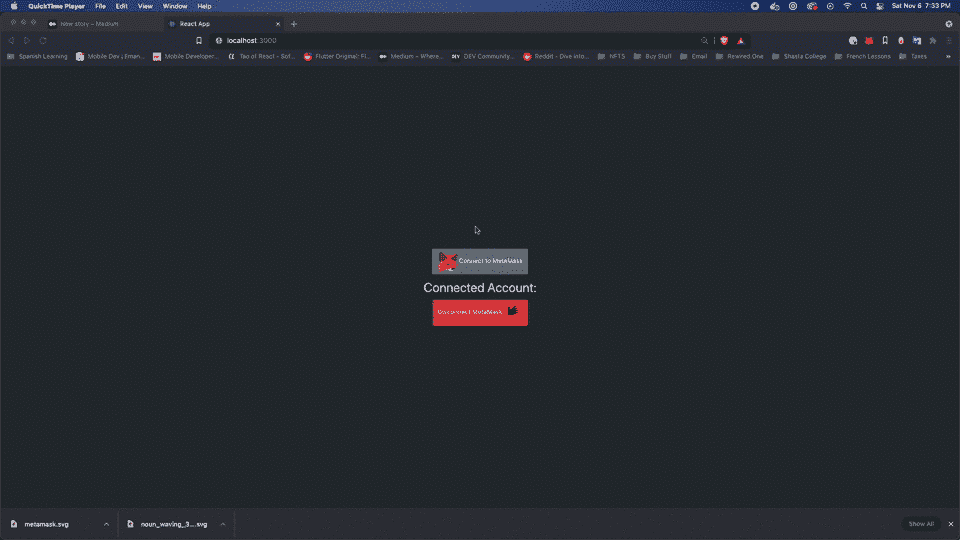 QuickTime Player File Edit View Window Help Sat Nov 6 7:33 PM
New story – Medium React App
localhost:3000
Spanish Learning Mobile Dev | Eman... Mobile Developer... Tao of React - Sof... Flutter Original: Fl... Medium – Where... DEV Community... Reddit - Dive into... NFTS Buy Stuff Email Rewired One Shasta College French Lessons Taxes »
Connect to MetaMask
Connected Account:
Disconnect MetaMask
metamask.svg noun_waving_3....svg Show All